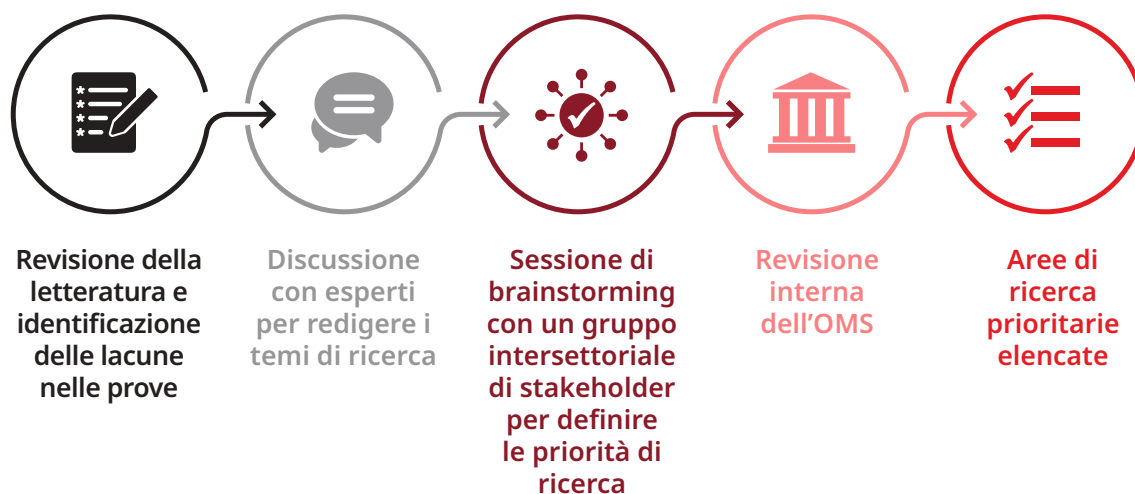 Revisione della
letteratura e
identificazione
delle lacune
nelle prove
Discussione
con esperti
per redigere i
temi di ricerca
Sessione di
brainstorming
con un gruppo
intersettoriale
di stakeholder
per definire
le priorità di
ricerca
Revisione
interna
dell’OMS
Aree di
ricerca
prioritarie
elencate